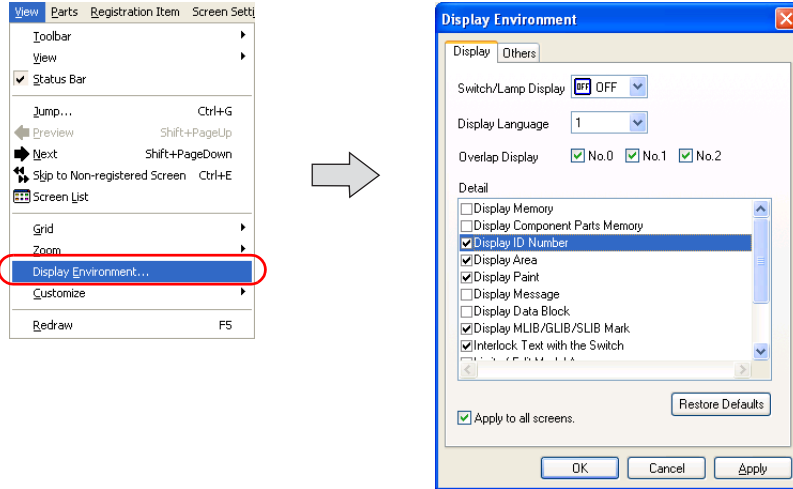 View Parts Registration Item Screen Setti
Toolbar
View
Status Bar
Jump... Ctrl+G
Preview Shift+PageUp
Next Shift+PageDown
Skip to Non-registered Screen Ctrl+E
Screen List
Grid
Zoom
Display Environment...
Customize
Redraw F5
Display Environment
Display Others
Switch/Lamp Display OFF OFF
Display Language 1
Overlap Display No.0 No.1 No.2
Detail
Display Memory
Display Component Parts Memory
Display ID Number
Display Area
Display Paint
Display Message
Display Data Block
Display MLIB/GLIB/SLIB Mark
Interlock Text with the Switch
Restore Defaults
Apply to all screens.
OK Cancel Apply